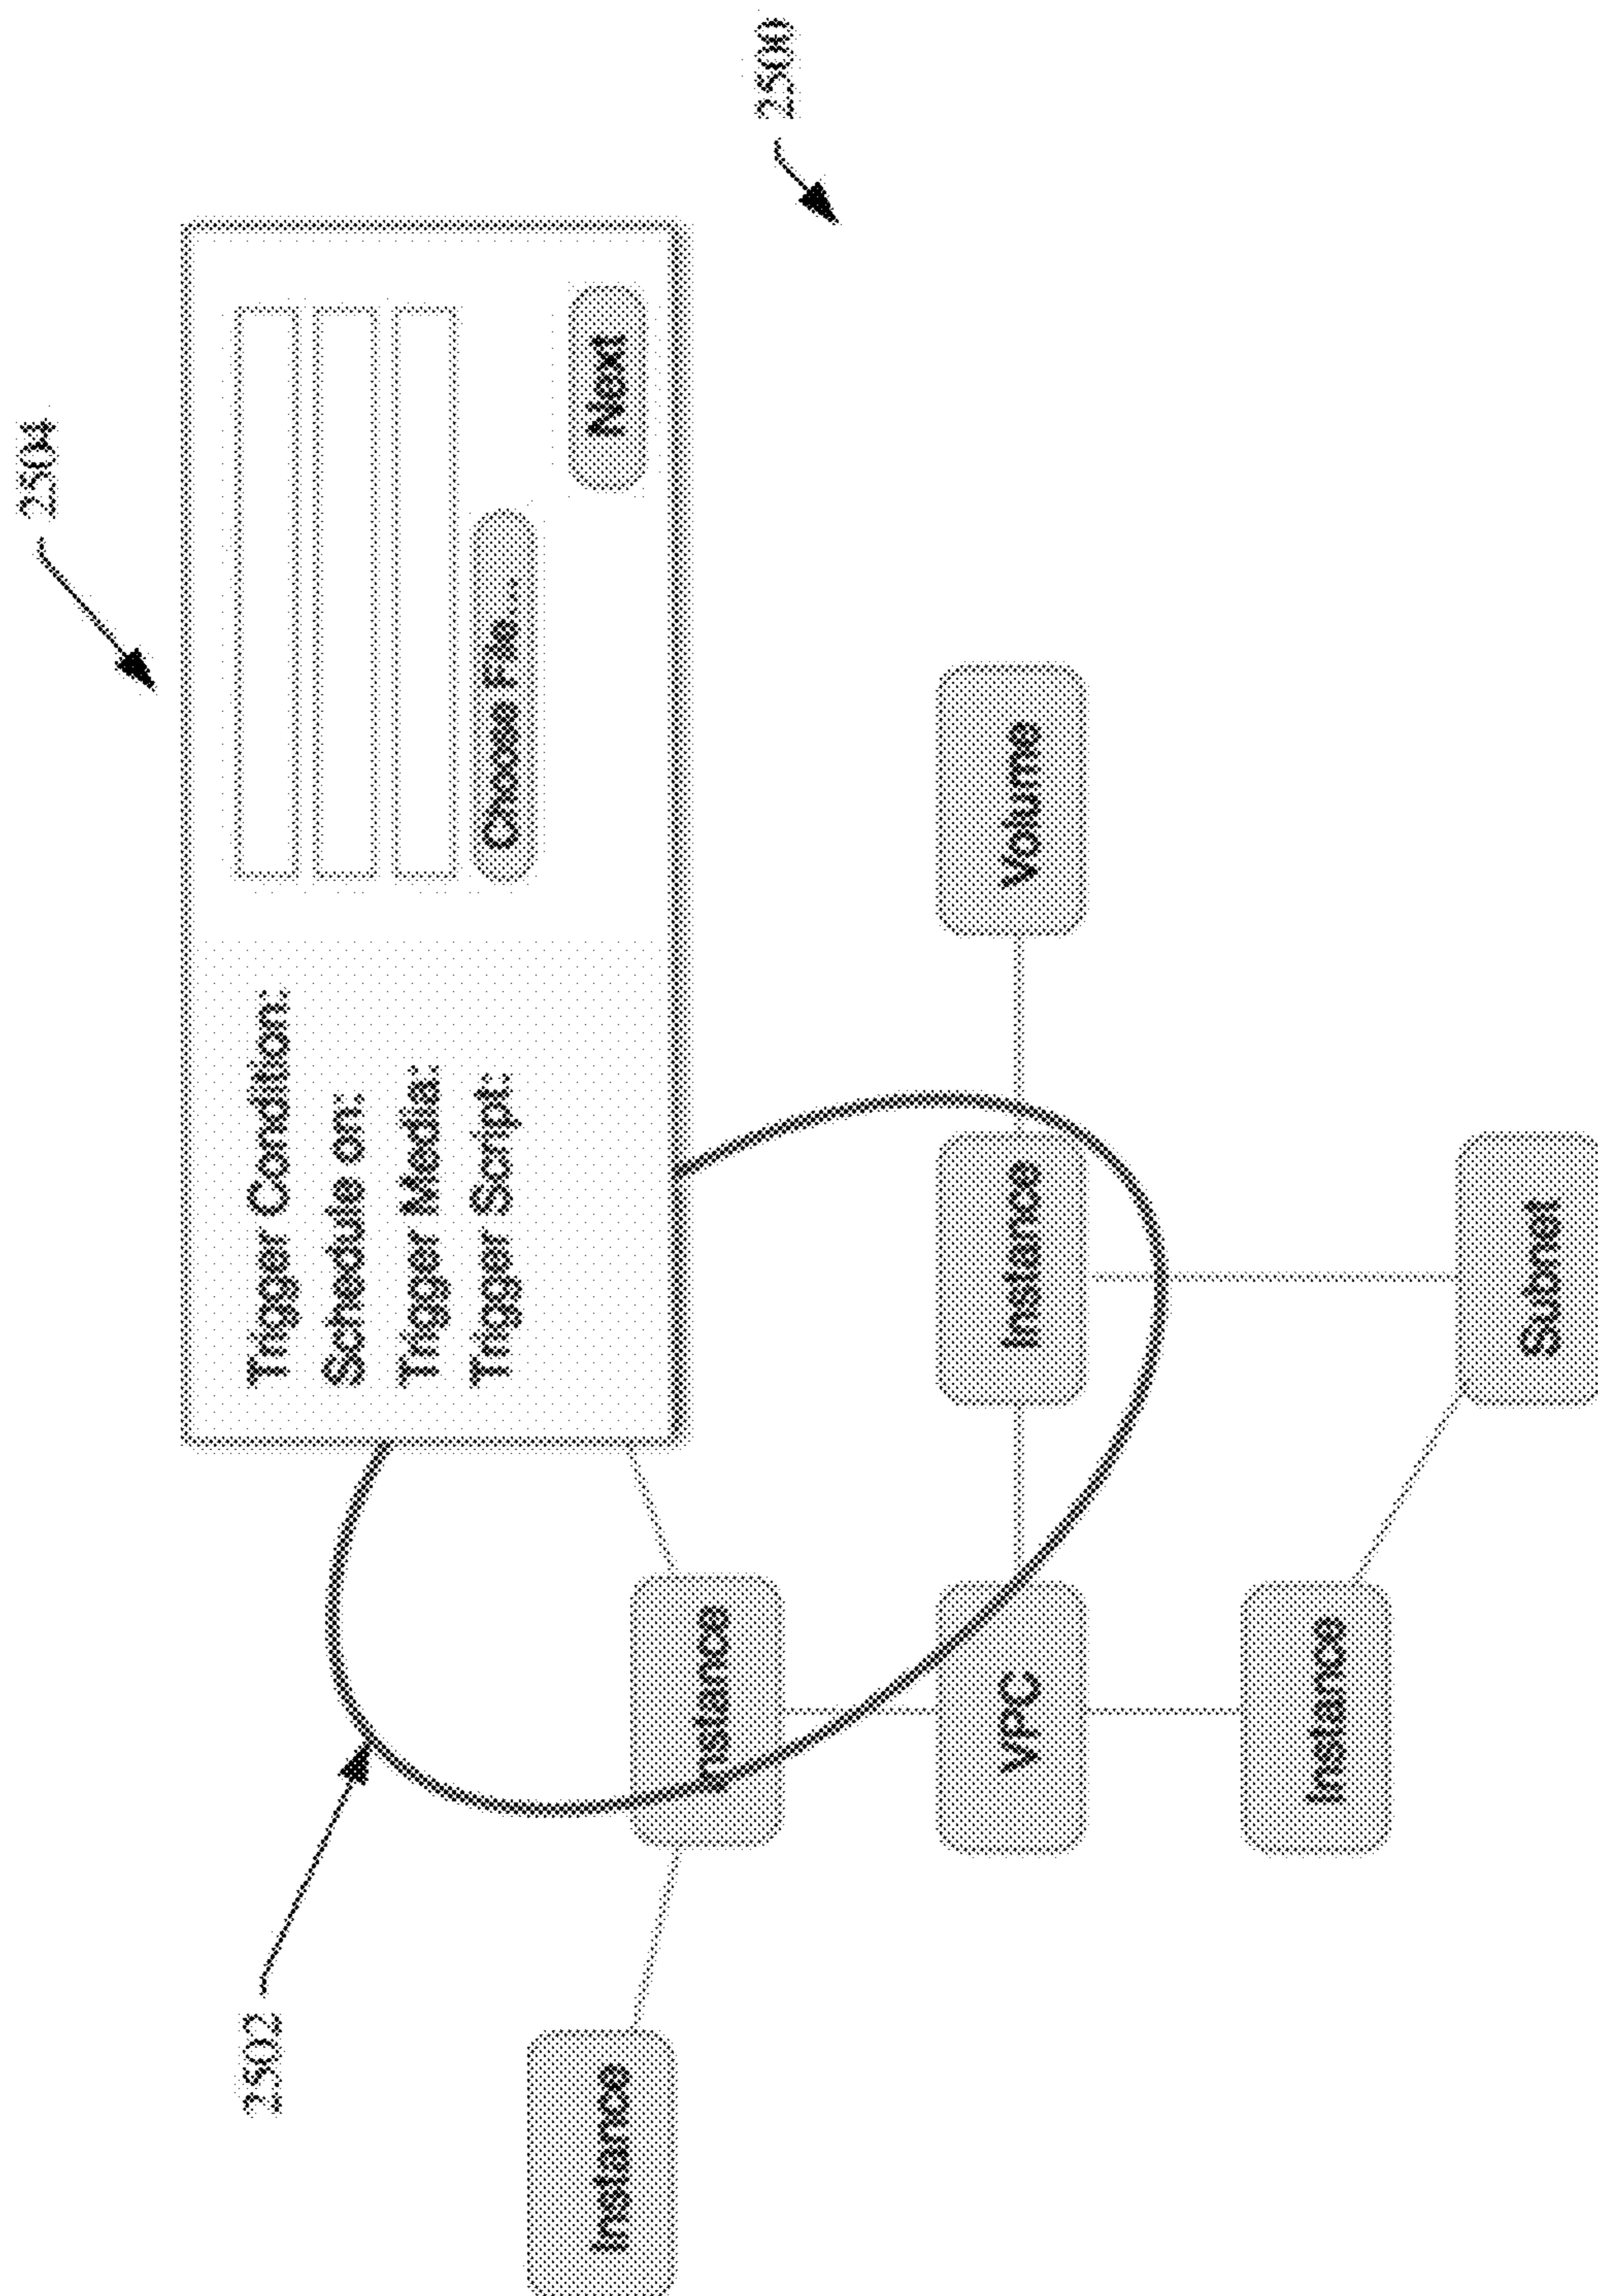 2504
2500
2502
Trigger Condition:
Schedule on:
Trigger Media:
Trigger Script:
Choose File...
Next
Instance
Instance
VPC
Instance
Volume
Instance
Subnet